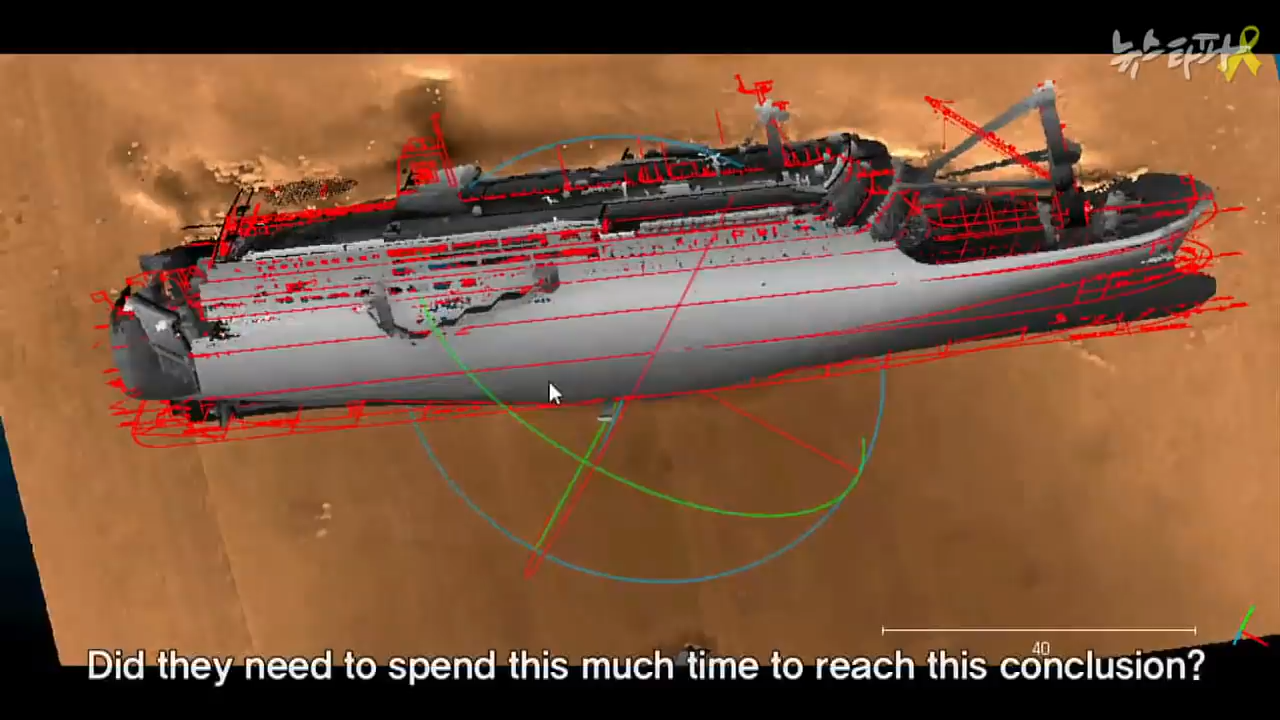 뉴스타파
40
Did they need to spend this much time to reach this conclusion?